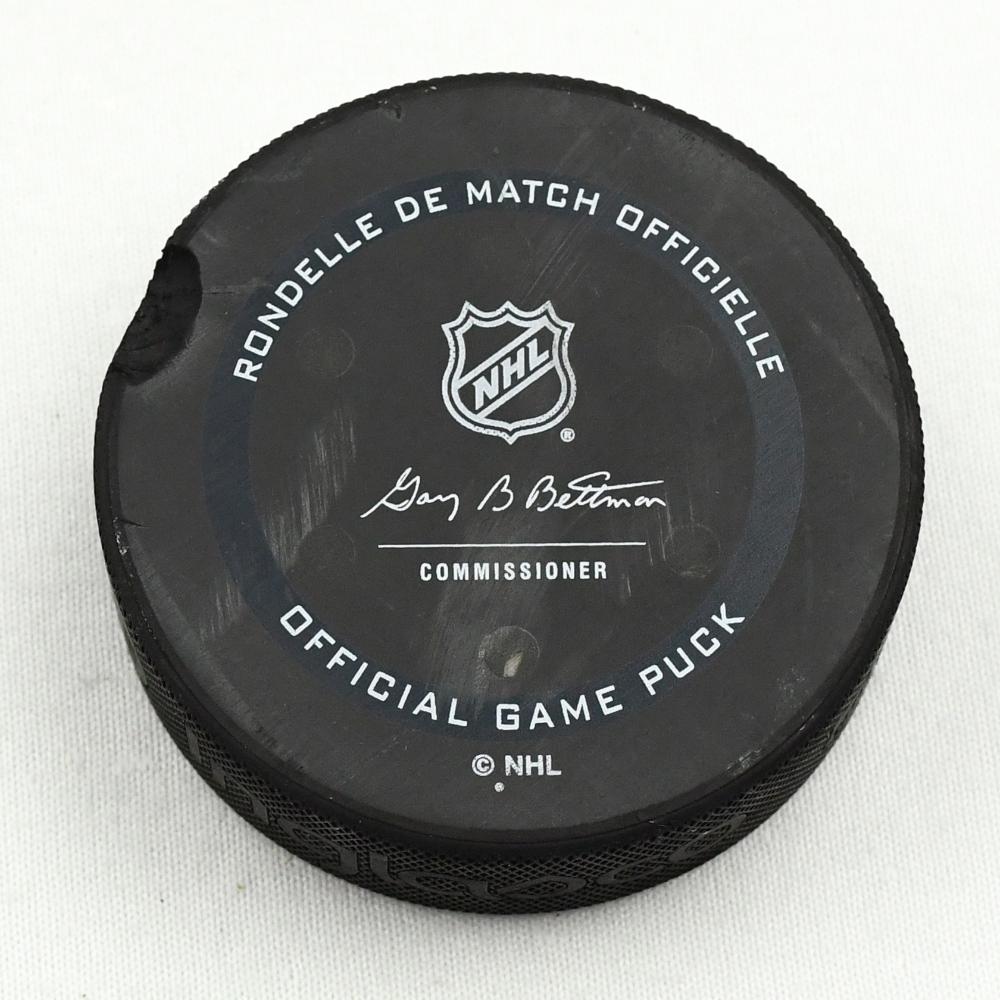 RONDELLE DE MATCH OFFICIELLE
NHL
®
Gary B Bettman
COMMISSIONER
OFFICIAL GAME PUCK
© NHL